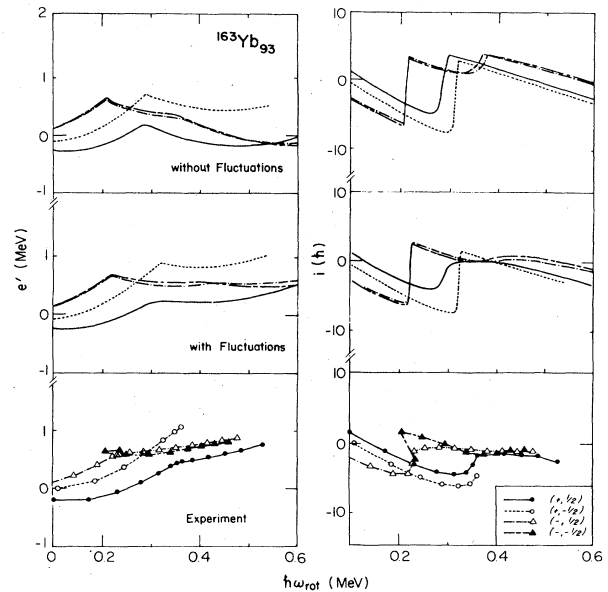 163Yb93
2
1
0
1
without Fluctuations
10
0
-10
e' (MeV)
1
0
1
with Fluctuations
i (ħ)
10
0
-10
1
0
-1
Experiment
10
0
-10
(+, 1/2)
(+, -1/2)
(-, 1/2)
(-, -1/2)
0 0.2 0.4 0.6
0.2 0.4 0.6
ħωrot (MeV)